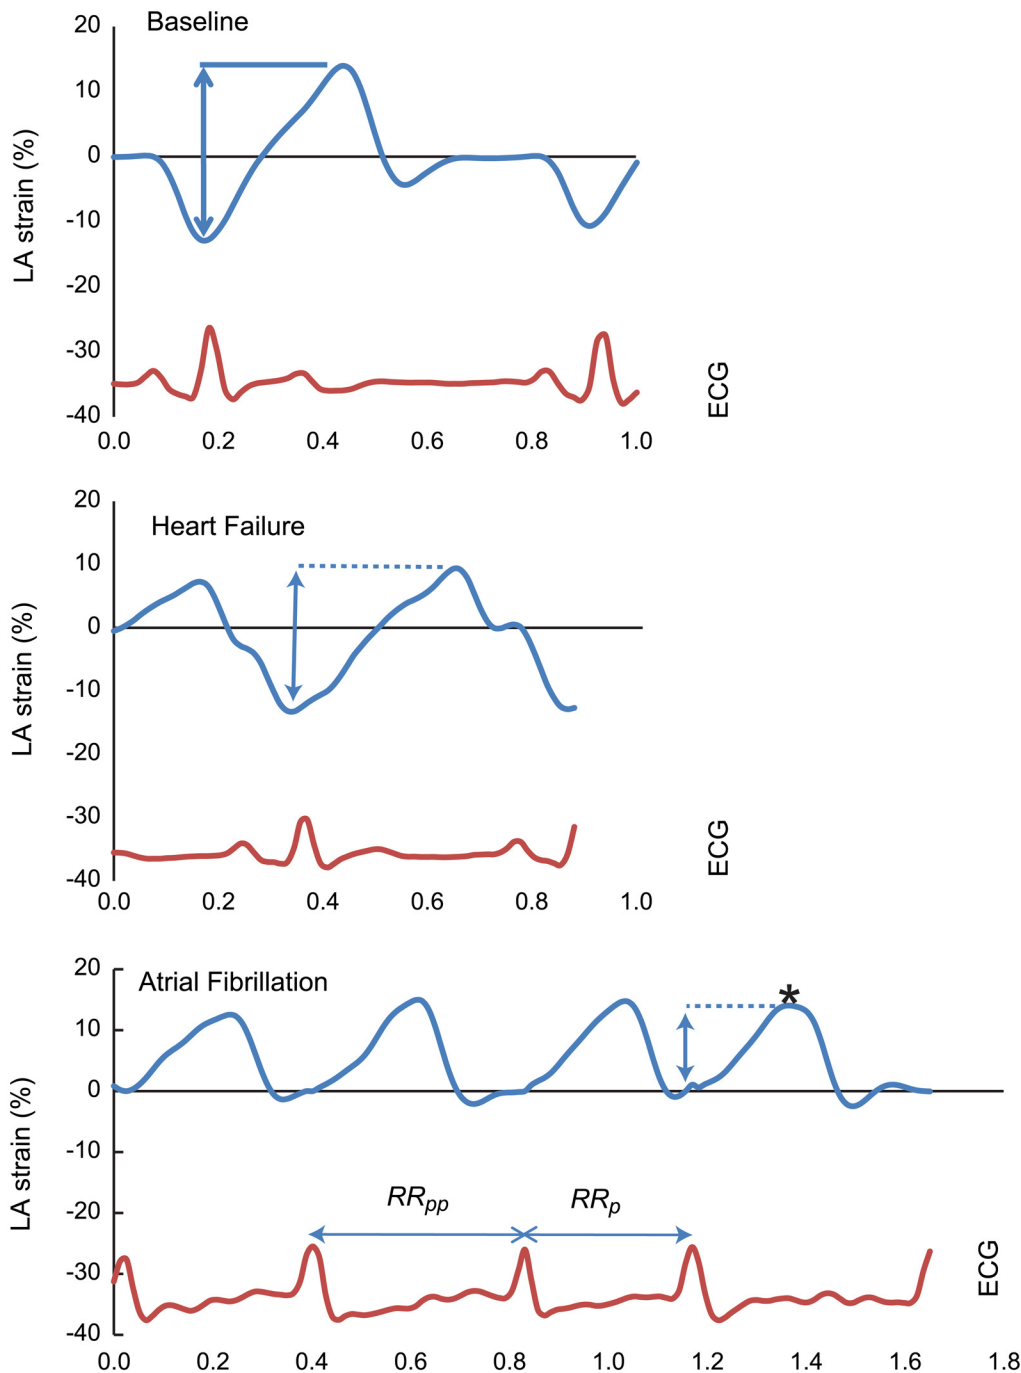 Baseline
20
10
0
-10
-20
-30
-40
LA strain (%)
ECG
0.0 0.2 0.4 0.6 0.8 1.0
Heart Failure
20
10
0
-10
-20
-30
-40
LA strain (%)
ECG
0.0 0.2 0.4 0.6 0.8 1.0
Atrial Fibrillation
20
10
0
-10
-20
-30
-40
LA strain (%)
*
RRpp RRp
ECG
0.0 0.2 0.4 0.6 0.8 1.0 1.2 1.4 1.6 1.8